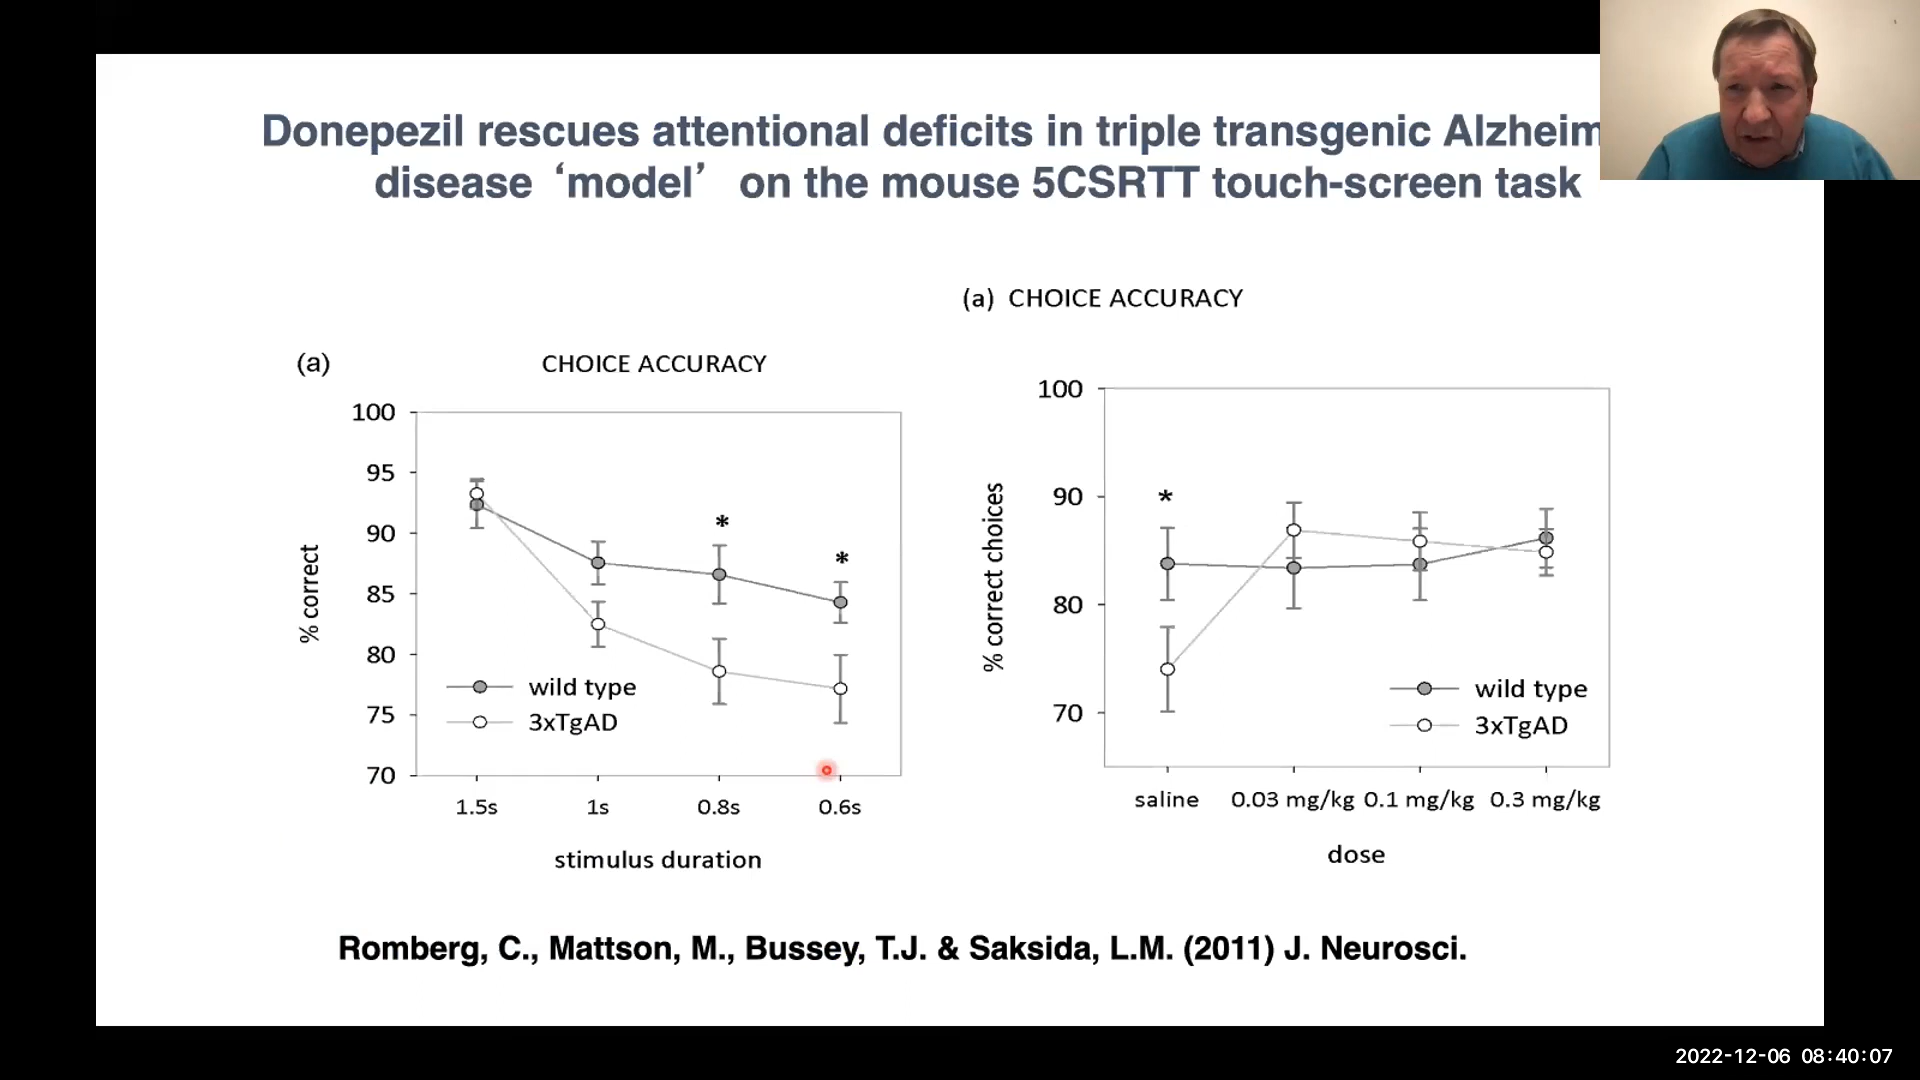 Donepezil rescues attentional deficits in triple transgenic Alzheim
disease ‘model’ on the mouse 5CSRTT touch-screen task
(a) CHOICE ACCURACY
(a) CHOICE ACCURACY
100
95
90
85
80
75
70
% correct
*
*
wild type
3xTgAD
1.5s 1s 0.8s 0.6s
stimulus duration
100
90
80
70
% correct choices
*
wild type
3xTgAD
saline 0.03 mg/kg 0.1 mg/kg 0.3 mg/kg
dose
Romberg, C., Mattson, M., Bussey, T.J. & Saksida, L.M. (2011) J. Neurosci.
2022-12-06 08:40:07